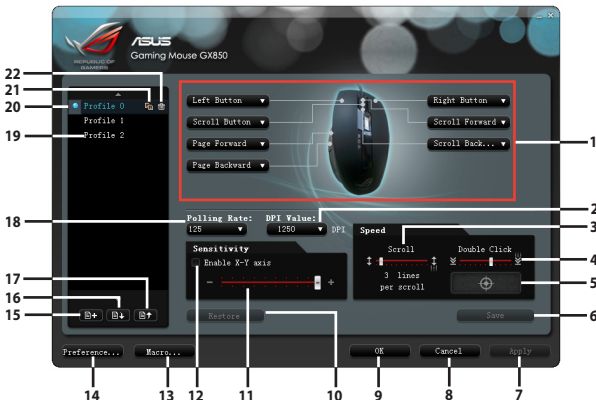 ASUS
REPUBLIC OF
GAMERS
Gaming Mouse GX850
22
21
20
19
Profile 0
Profile 1
Profile 2
Left Button
Scroll Button
Page Forward
Page Backward
Right Button
Scroll Forward
Scroll Back...
1
18
Polling Rate:
125
DPI Value:
1250
DPI
2
3
Speed
Scroll
3 lines
per scroll
Double Click
4
5
Sensitivity
Enable X-Y axis
- +
17
16
15
Restore
Save
6
Preference...
Macro...
OK
Cancel
Apply
14
13
12
11
10
9
8
7